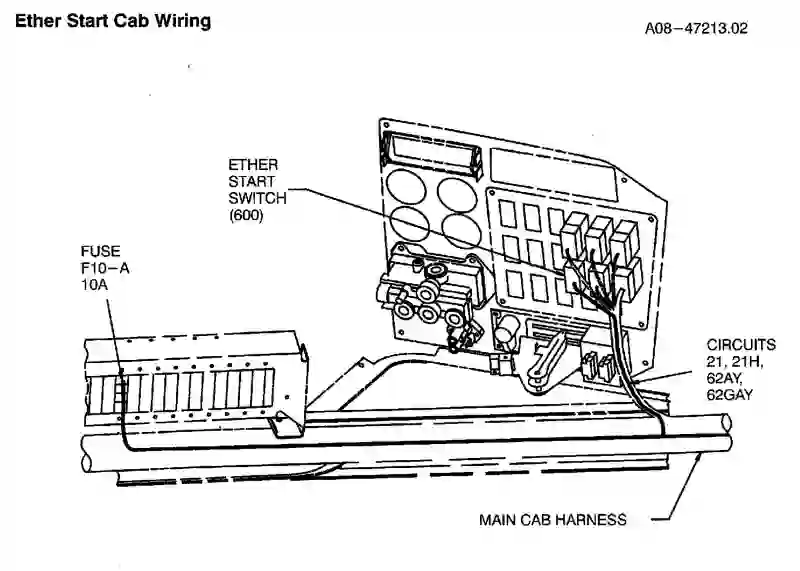 Ether Start Cab Wiring
A08-47213.02
ETHER
START
SWITCH
(600)
FUSE
F10-A
10A
CIRCUITS
21, 21H,
62AY,
62GAY
MAIN CAB HARNESS